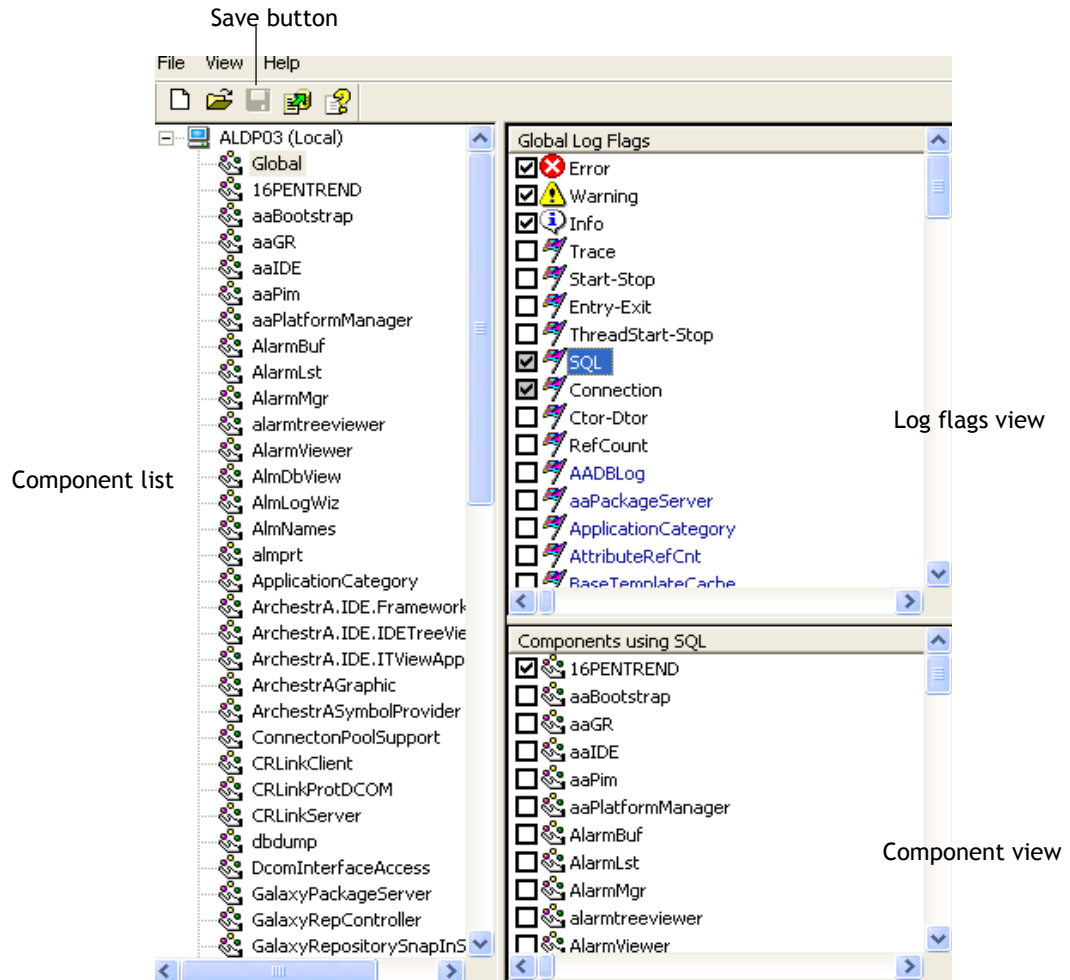 Save button
File View Help
ALDP03 (Local)
Global
16PENTREND
aaBootstrap
aaGR
aaIDE
aaPim
aaPlatformManager
AlarmBuf
AlarmLst
AlarmMgr
alarmtreeviewer
AlarmViewer
AlmDbView
AlmLogWiz
AlmNames
almprt
ApplicationCategory
ArchestrA.IDE.Framework
ArchestrA.IDE.IDETreeVie
ArchestrA.IDE.ITViewApp
ArchestrAGraphic
ArchestrASymbolProvider
ConnectonPoolSupport
CRLinkClient
CRLinkProtDCOM
CRLinkServer
dbdump
DcomInterfaceAccess
GalaxyPackageServer
GalaxyRepController
GalaxyRepositorySnapInS
Component list
Global Log Flags
Error
Warning
Info
Trace
Start-Stop
Entry-Exit
ThreadStart-Stop
SQL
Connection
Ctor-Dtor
RefCount
AADBLog
aaPackageServer
ApplicationCategory
AttributeRefCnt
BaseTemplateCache
Log flags view
Components using SQL
16PENTREND
aaBootstrap
aaGR
aaIDE
aaPim
aaPlatformManager
AlarmBuf
AlarmLst
AlarmMgr
alarmtreeviewer
AlarmViewer
Component view